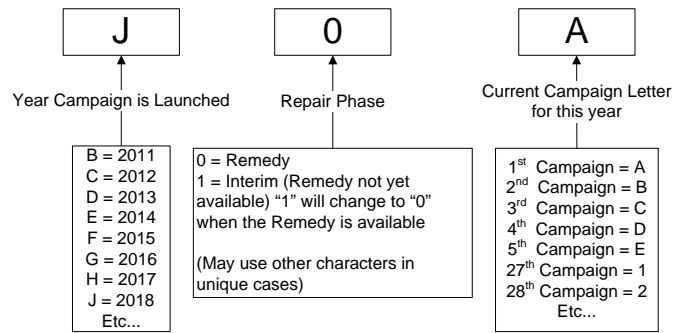 J 0 A
Year Campaign is Launched
B = 2011
C = 2012
D = 2013
E = 2014
F = 2015
G = 2016
H = 2017
J = 2018
Etc...
Repair Phase
0 = Remedy
1 = Interim (Remedy not yet
available) “1” will change to “0”
when the Remedy is available
(May use other characters in
unique cases)
Current Campaign Letter
for this year
1st Campaign = A
2nd Campaign = B
3rd Campaign = C
4th Campaign = D
5th Campaign = E
27th Campaign = 1
28th Campaign = 2
Etc...